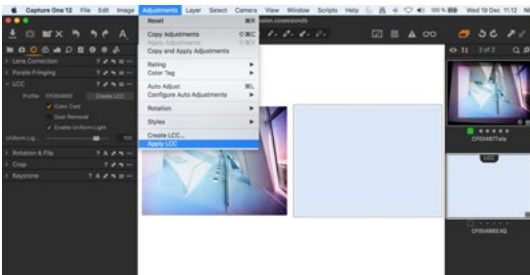 Capture One 12 File Edit Image Adjustments Layer Select Camera View Window Scripts Help 100 % Wed 19 Dec 11.12
Reset ⌘R
Copy Adjustments ⇧⌘C
Apply Adjustments
Copy and Apply Adjustments
Rating
Color Tag
Auto Adjust ⌘L
Configure Auto Adjustments
Rotation
Styles
Create LCC...
Apply LCC
2 of 2
Lens Correction
Purple Fringing
LCC
Profile CF004883 Create LCC
Color Cast
Dust Removal
Enable Uniform Light
Uniform Lig... 100
Rotation & Flip
Crop
Keystone
LCC